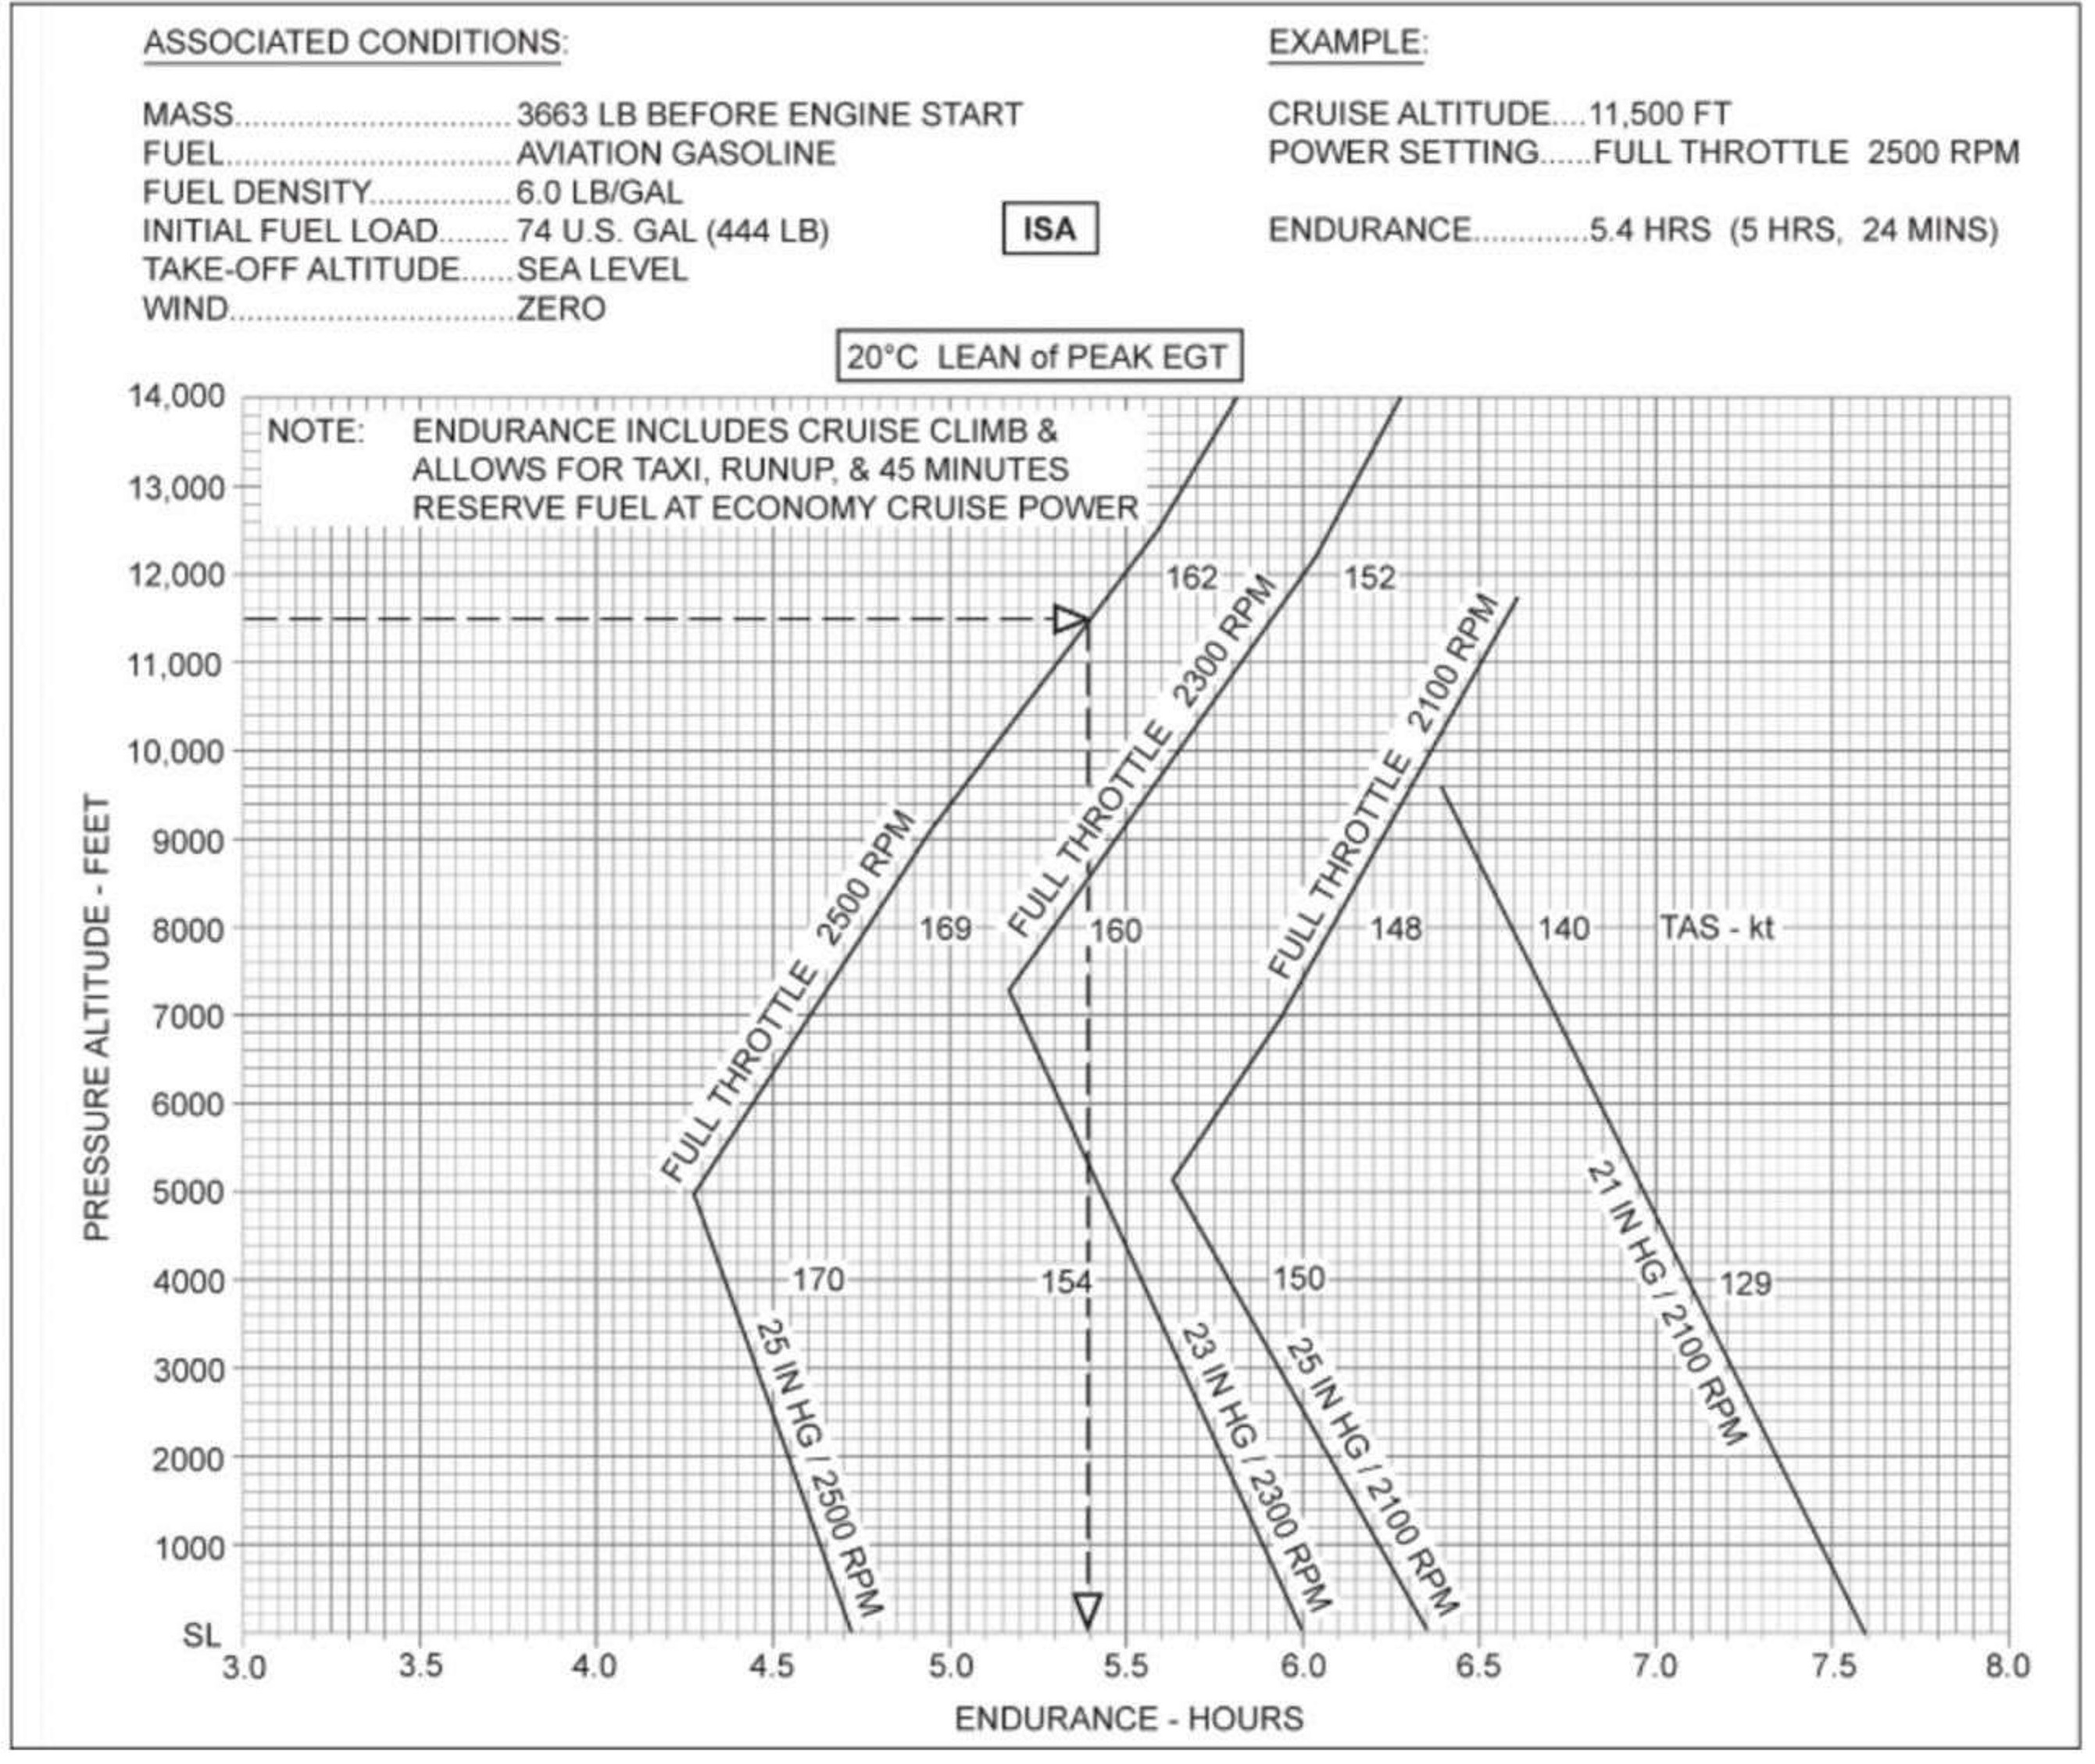 ASSOCIATED CONDITIONS:
MASS............................... 3663 LB BEFORE ENGINE START
FUEL................................ AVIATION GASOLINE
FUEL DENSITY................ 6.0 LB/GAL
INITIAL FUEL LOAD........ 74 U.S. GAL (444 LB)
TAKE-OFF ALTITUDE...... SEA LEVEL
WIND................................ ZERO
ISA
EXAMPLE:
CRUISE ALTITUDE....11,500 FT
POWER SETTING......FULL THROTTLE 2500 RPM
ENDURANCE.............5.4 HRS (5 HRS, 24 MINS)
20°C LEAN of PEAK EGT
NOTE: ENDURANCE INCLUDES CRUISE CLIMB &
ALLOWS FOR TAXI, RUNUP, & 45 MINUTES
RESERVE FUEL AT ECONOMY CRUISE POWER
PRESSURE ALTITUDE - FEET
14,000
13,000
12,000
11,000
10,000
9000
8000
7000
6000
5000
4000
3000
2000
1000
SL
162
152
169
160
148
140
TAS - kt
170
154
150
129
FULL THROTTLE 2500 RPM
FULL THROTTLE 2300 RPM
FULL THROTTLE 2100 RPM
25 IN HG / 2500 RPM
23 IN HG / 2300 RPM
25 IN HG / 2100 RPM
21 IN HG / 2100 RPM
3.0 3.5 4.0 4.5 5.0 5.5 6.0 6.5 7.0 7.5 8.0
ENDURANCE - HOURS